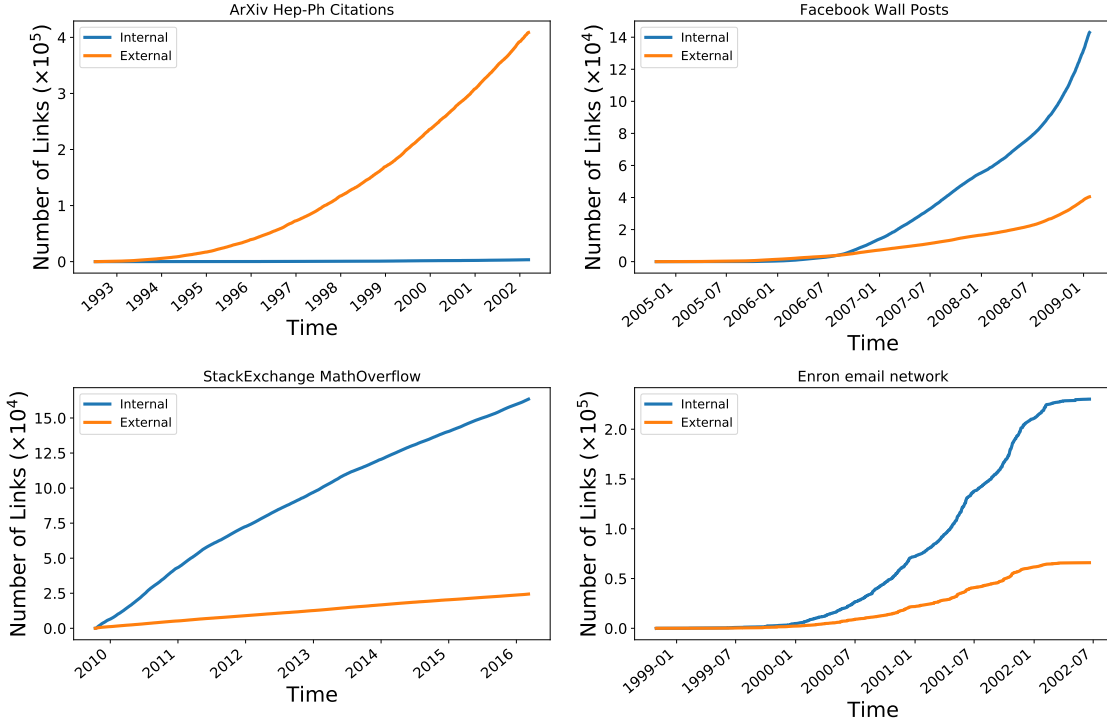 ArXiv Hep-Ph Citations
Number of Links (×10⁵)
4
3
2
1
0
Internal
External
1993 1994 1995 1996 1997 1998 1999 2000 2001 2002
Time
Facebook Wall Posts
Number of Links (×10⁴)
14
12
10
8
6
4
2
0
Internal
External
2005-01 2005-07 2006-01 2006-07 2007-01 2007-07 2008-01 2008-07 2009-01
Time
StackExchange MathOverflow
Number of Links (×10⁴)
15.0
12.5
10.0
7.5
5.0
2.5
0.0
Internal
External
2010 2011 2012 2013 2014 2015 2016
Time
Enron email network
Number of Links (×10⁵)
2.0
1.5
1.0
0.5
0.0
Internal
External
1999-01 1999-07 2000-01 2000-07 2001-01 2001-07 2002-01 2002-07
Time